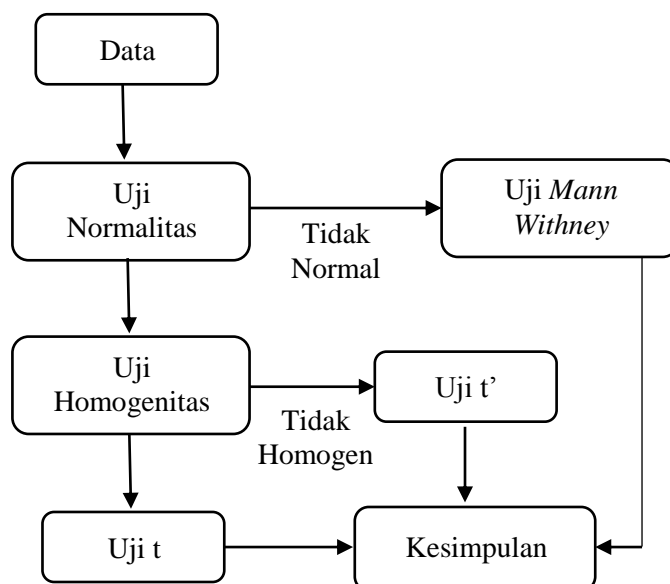 Data
Uji
Normalitas
Tidak
Normal
Uji Mann
Withney
Uji
Homogenitas
Tidak
Homogen
Uji t’
Uji t
Kesimpulan